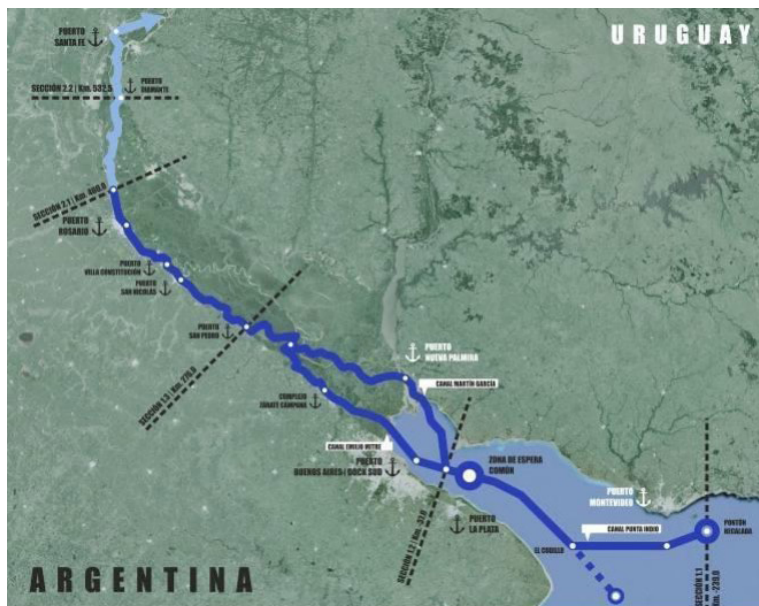 URUGUAY
PUERTO
SANTA FE
SECCIÓN 2.2 | Km. 592,5
PUERTO
DIAMANTE
SECCIÓN 2.1 | Km. 460,0
PUERTO
ROSARIO
PUERTO
VILLA CONSTITUCIÓN
PUERTO
SAN NICOLÁS
PUERTO
SAN PEDRO
SECCIÓN 1.3 | Km.
PUERTO
NUEVA PALMIRA
CANAL MARTÍN GARCÍA
COMPLEJO
ZÁRATE CAMPANA
CANAL EMILIO MITRE
PUERTO
BUENOS AIRES / DOCK SUD
ZONA DE ESPERA
COMÚN
PUERTO
MONTEVIDEO
PUERTO
LA PLATA
CANAL PUNTA INDIO
PONTÓN
RECALADA
EL CODILLO
SECCIÓN 1.2 | Km.
SECCIÓN 1.1
Km. -239,0
ARGENTINA